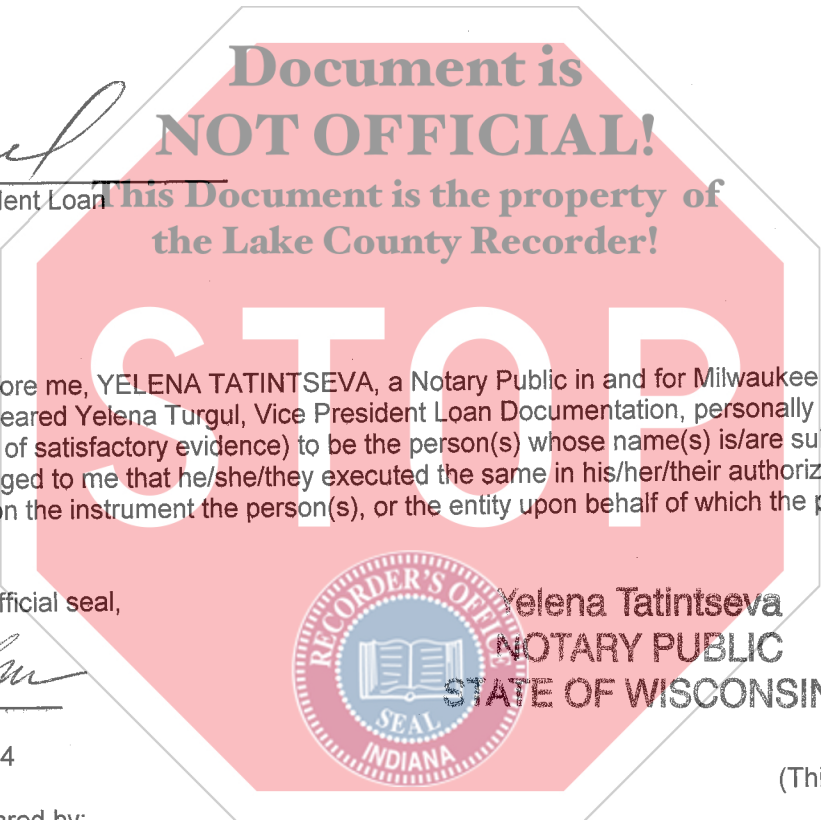 Document is
NOT OFFICIAL!
This Document is the property of
the Lake County Recorder!
dent Loan
STOP
ore me, YELENA TATINTSEVA, a Notary Public in and for Milwaukee
eared Yelena Turgul, Vice President Loan Documentation, personally
of satisfactory evidence) to be the person(s) whose name(s) is/are su
ged to me that he/she/they executed the same in his/her/their authoriz
on the instrument the person(s), or the entity upon behalf of which the p
fficial seal,
Yelena Tatintseva
NOTARY PUBLIC
STATE OF WISCONSIN
RECORDER'S OFFICE
SEAL
INDIANA
4
(Thi
ared by: